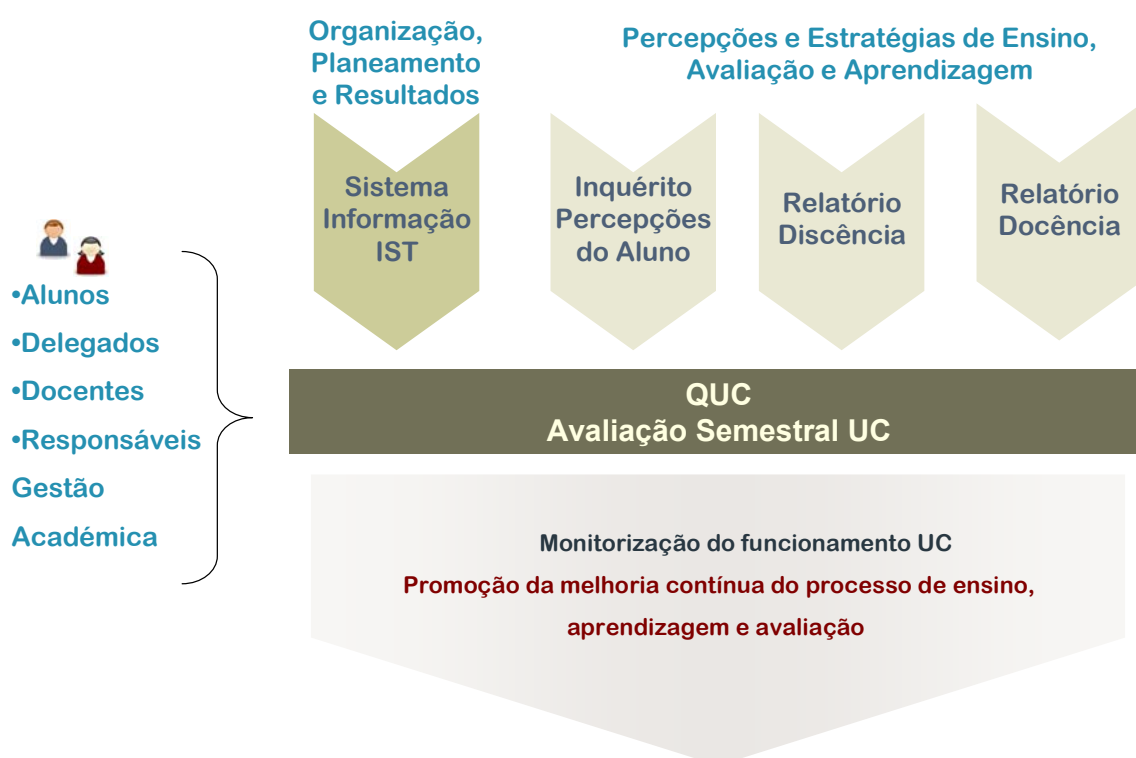 Organização,
Planeamento
e Resultados
Percepções e Estratégias de Ensino,
Avaliação e Aprendizagem
Sistema
Informação
IST
Inquérito
Percepções
do Aluno
Relatório
Discência
Relatório
Docência
•Alunos
•Delegados
•Docentes
•Responsáveis
Gestão
Académica
QUC
Avaliação Semestral UC
Monitorização do funcionamento UC
Promoção da melhoria contínua do processo de ensino,
aprendizagem e avaliação